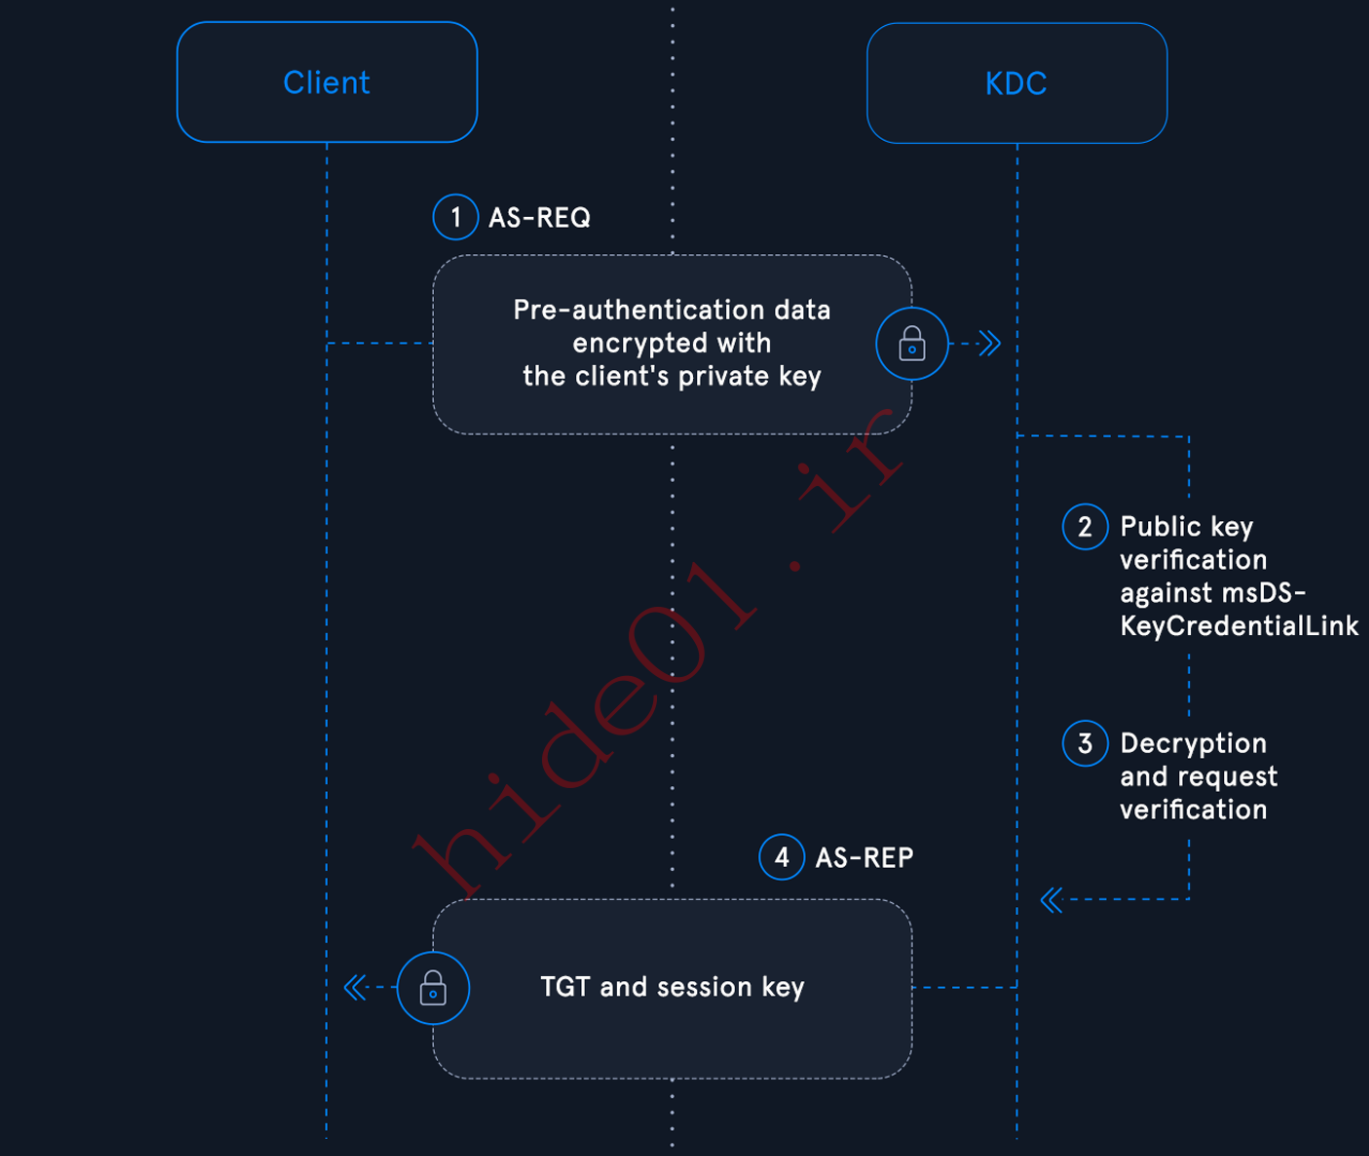 Client
KDC
1 AS-REQ
Pre-authentication data
encrypted with
the client's private key
2 Public key
verification
against msDS-
KeyCredentialLink
3 Decryption
and request
verification
4 AS-REP
TGT and session key
hide01.ir